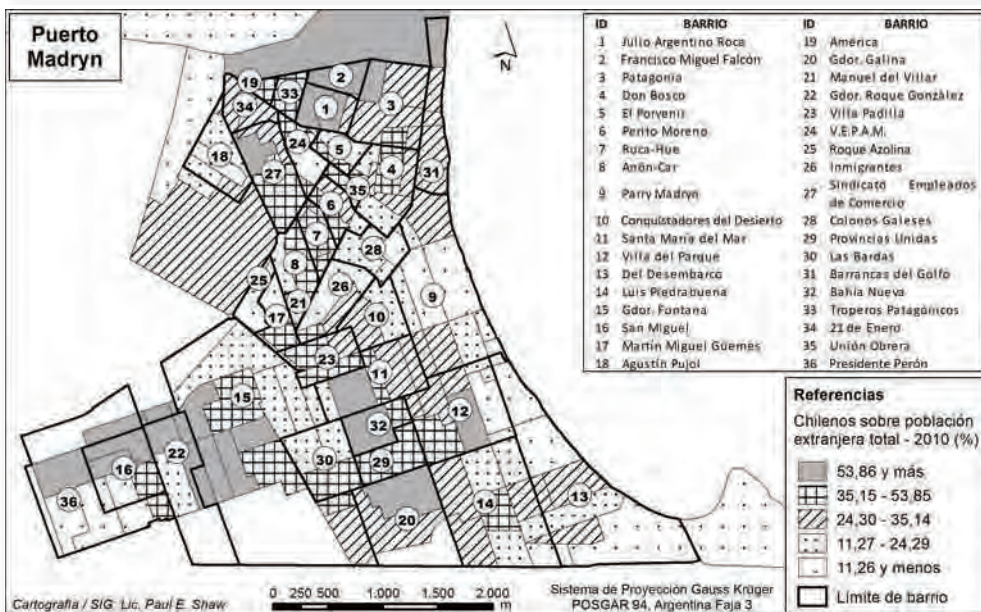 Puerto
Madryn
N
ID BARRIO ID BARRIO
1 Julio Argentino Roca 19 América
2 Francisco Miguel Falcón 20 Gdor. Galina
3 Patagonia 21 Manuel del Villar
4 Don Bosco 22 Gdor. Roque González
5 El Porvenir 23 Villa Padilla
6 Perito Moreno 24 V.E.P.A.M.
7 Ruca-Hue 25 Roque Azolina
8 Anón-Car 26 Inmigrantes
9 Parry Madryn 27 Sindicato Empleados de Comercio
10 Conquistadores del Desierto 28 Colonos Galeses
11 Santa María del Mar 29 Provincias Unidas
12 Villa del Parque 30 Las Bardas
13 Del Desembarco 31 Barrancas del Golfo
14 Luis Piedrabuena 32 Bahía Nueva
15 Gdor. Fontana 33 Troperos Patagónicos
16 San Miguel 34 21 de Enero
17 Martín Miguel Güemes 35 Unión Obrera
18 Agustín Pujol 36 Presidente Perón
2
19
33
3
1
34
24
5
18
4
27
31
35
6
7
28
8
25
26
9
21
17
10
23
11
15
12
32
22
30
29
16
36
14
13
20
Referencias
Chilenos sobre población
extranjera total - 2010 (%)
53,86 y más
35,15 - 53,85
24,30 - 35,14
11,27 - 24,29
11,26 y menos
Límite de barrio
Cartografía / SIG: Lic. Paul E. Shaw
0 250 500 1.000 1.500 2.000
m
Sistema de Proyección Gauss Krüger
POSGAR 94, Argentina Faja 3